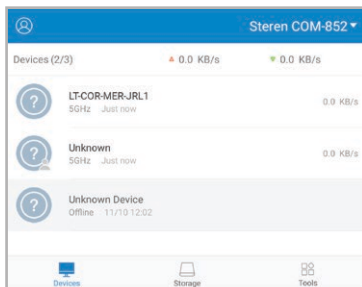 Steren COM-852
Devices (2/3) 0.0 KB/s 0.0 KB/s
LT-COR-MER-JRL1
5GHz Just now 0.0 KB/s
Unknown
5GHz Just now 0.0 KB/s
Unknown Device
Offline 11/10 12:02
Devices Storage Tools